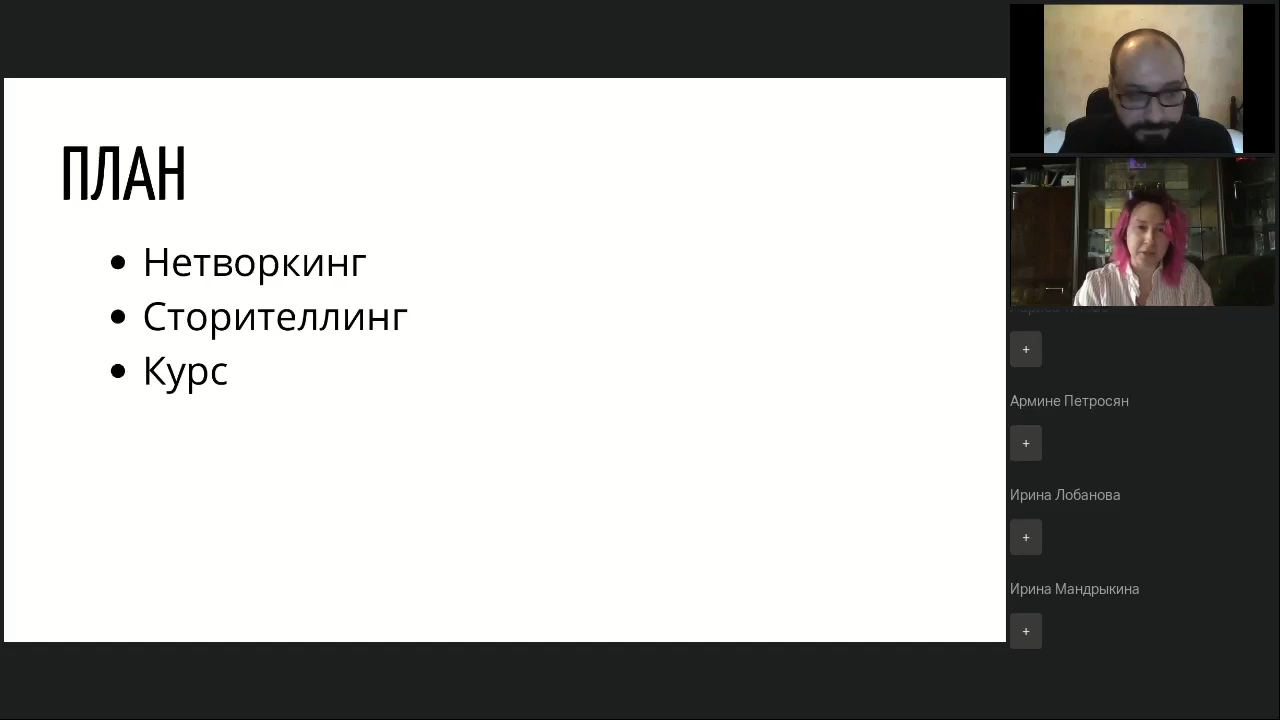 ПЛАН
• Нетворкинг
• Сторителлинг
• Курс
+
Армине Петросян
+
Ирина Лобанова
+
Ирина Мандрыкина
+